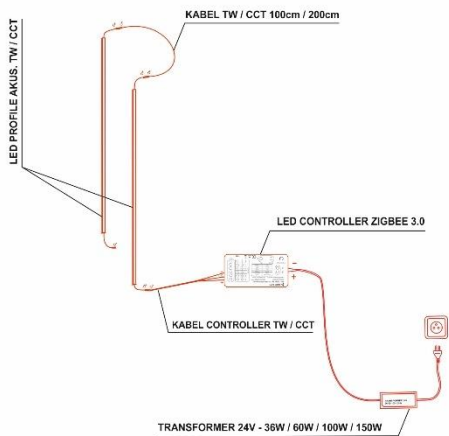 KABEL TW / CCT 100cm / 200cm
LED PROFILE AKUS. TW / CCT
LED CONTROLLER ZIGBEE 3.0
-
+
KABEL CONTROLLER TW / CCT
TRANSFORMER 24V - 36W / 60W / 100W / 150W